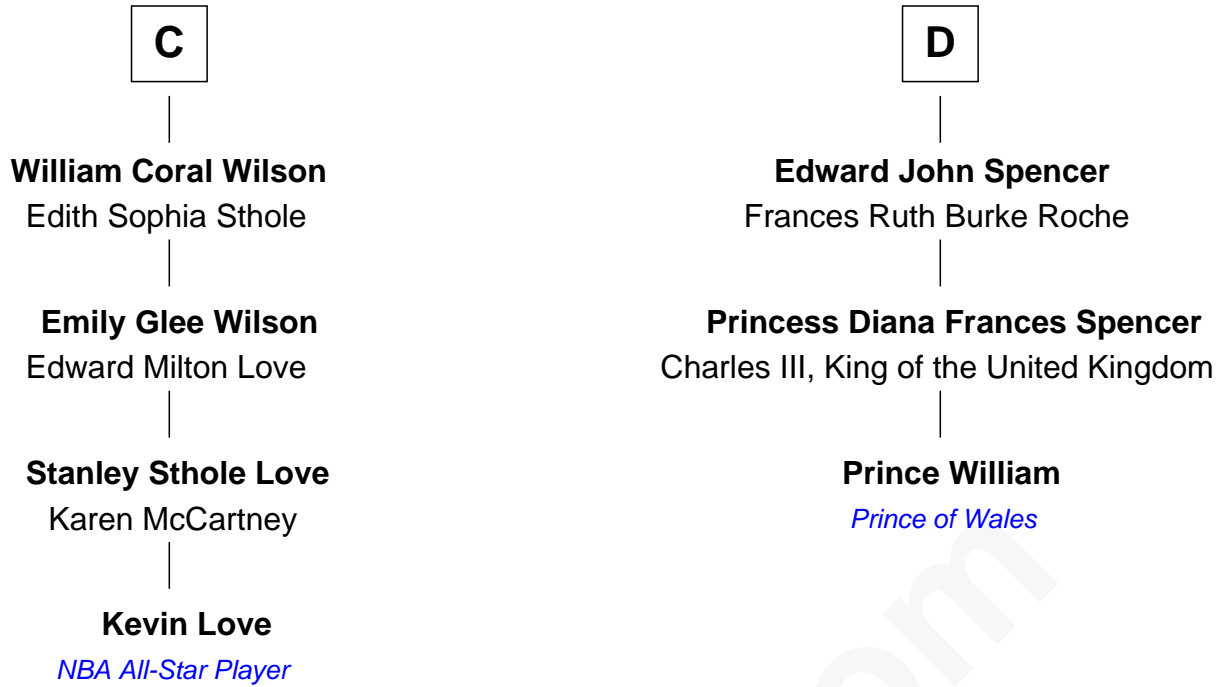 C
William Coral Wilson
Edith Sophia Sthole
Emily Glee Wilson
Edward Milton Love
Stanley Sthole Love
Karen McCartney
Kevin Love
NBA All-Star Player
D
Edward John Spencer
Frances Ruth Burke Roche
Princess Diana Frances Spencer
Charles III, King of the United Kingdom
Prince William
Prince of Wales